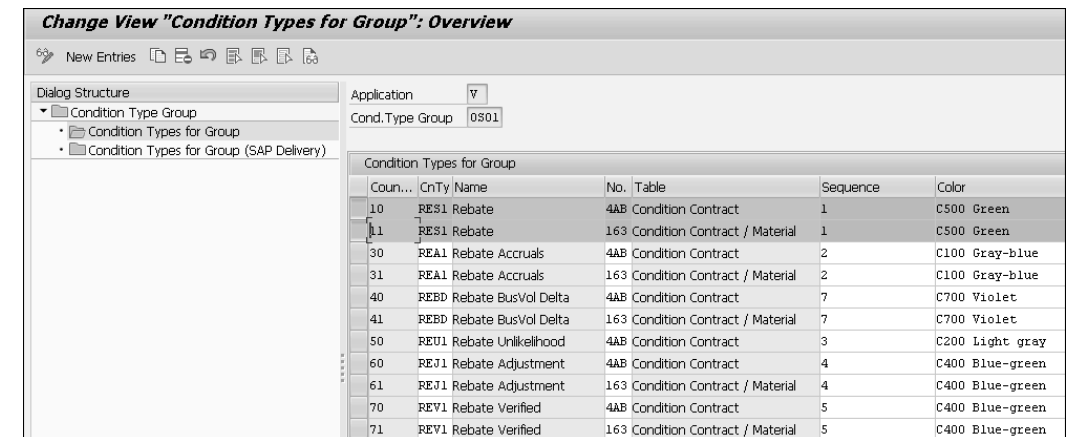 Change View "Condition Types for Group": Overview
New Entries
Dialog Structure
Condition Type Group
Condition Types for Group
Condition Types for Group (SAP Delivery)
Application V
Cond.Type Group 0S01
Condition Types for Group
Coun... CnTy Name No. Table Sequence Color
10 RES1 Rebate 4AB Condition Contract 1 C500 Green
11 RES1 Rebate 163 Condition Contract / Material 1 C500 Green
30 REA1 Rebate Accruals 4AB Condition Contract 2 C100 Gray-blue
31 REA1 Rebate Accruals 163 Condition Contract / Material 2 C100 Gray-blue
40 REBD Rebate BusVol Delta 4AB Condition Contract 7 C700 Violet
41 REBD Rebate BusVol Delta 163 Condition Contract / Material 7 C700 Violet
50 REU1 Rebate Unlikelihood 4AB Condition Contract 3 C200 Light gray
60 REJ1 Rebate Adjustment 4AB Condition Contract 4 C400 Blue-green
61 REJ1 Rebate Adjustment 163 Condition Contract / Material 4 C400 Blue-green
70 REV1 Rebate Verified 4AB Condition Contract 5 C400 Blue-green
71 REV1 Rebate Verified 163 Condition Contract / Material 5 C400 Blue-green